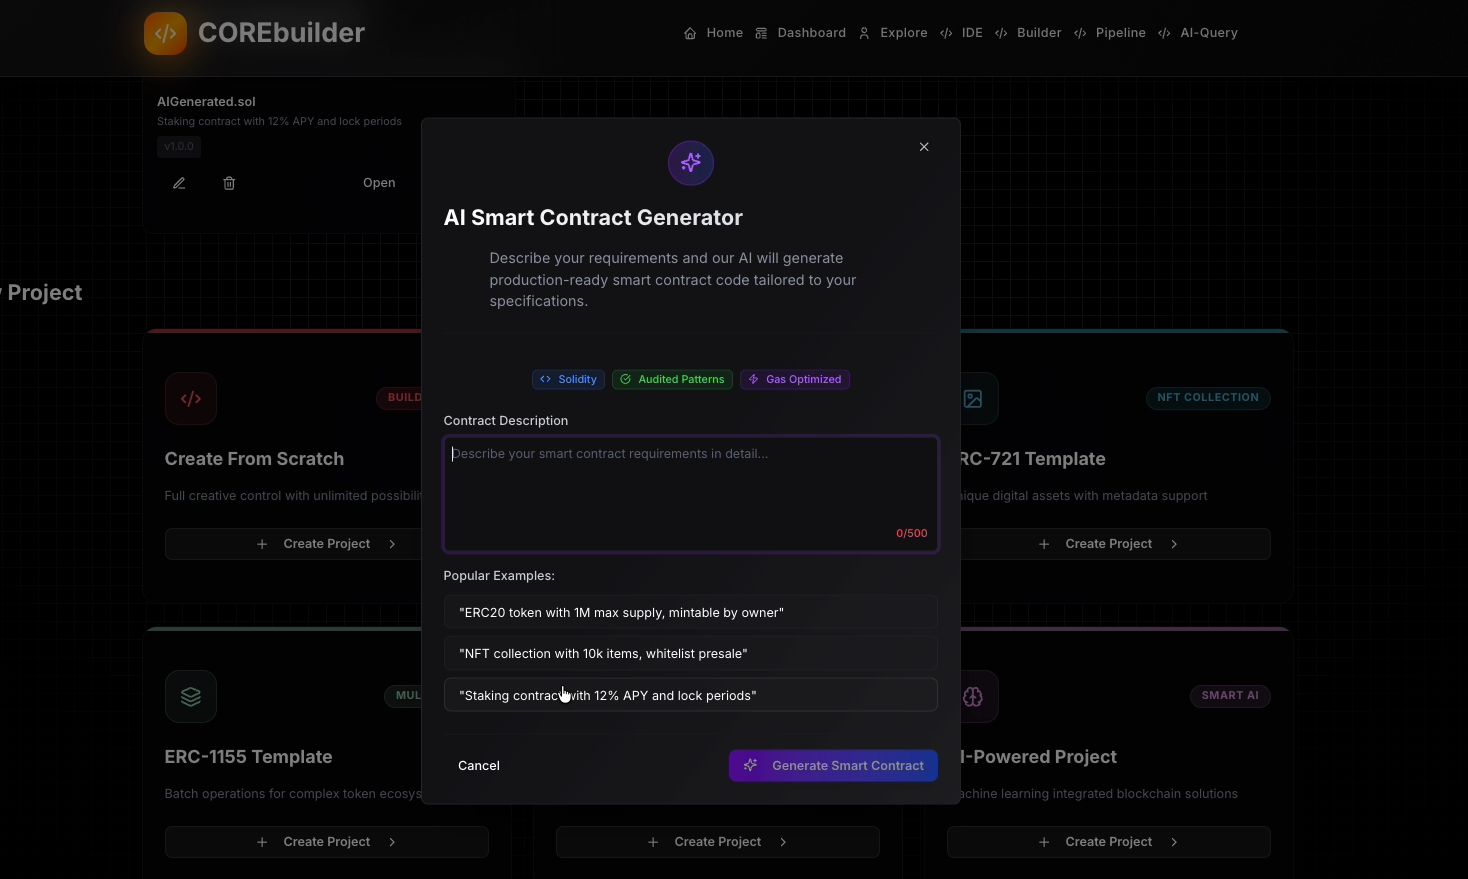 COREbuilder
Home
Dashboard
Explore
IDE
Builder
Pipeline
AI-Query
AIGenerated.sol
Staking contract with 12% APY and lock periods
v1.0.0
Open
Project
AI Smart Contract Generator
Describe your requirements and our AI will generate
production-ready smart contract code tailored to your
specifications.
Solidity
Audited Patterns
Gas Optimized
Contract Description
Describe your smart contract requirements in detail...
0/500
Popular Examples:
"ERC20 token with 1M max supply, mintable by owner"
"NFT collection with 10k items, whitelist presale"
"Staking contract with 12% APY and lock periods"
Cancel
Generate Smart Contract
BUILD
Create From Scratch
Full creative control with unlimited possibilit
Create Project
NFT COLLECTION
RC-721 Template
nique digital assets with metadata support
Create Project
MUL
ERC-1155 Template
Batch operations for complex token ecosys
Create Project
Create Project
SMART AI
I-Powered Project
achine learning integrated blockchain solutions
Create Project